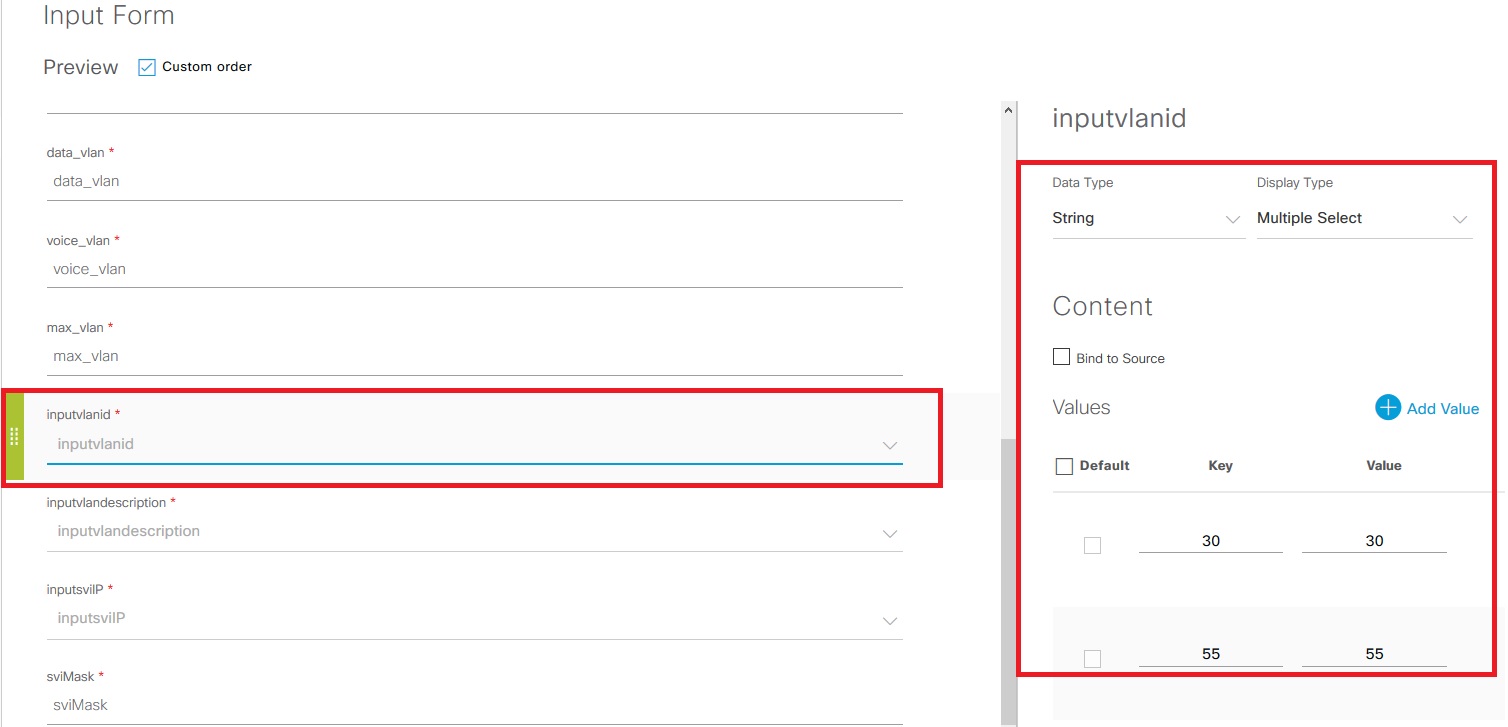 Input Form
Preview
Custom order
data_vlan *
data_vlan
voice_vlan *
voice_vlan
max_vlan *
max_vlan
inputvlanid *
inputvlanid
inputvlandescription *
inputvlandescription
inputsviIP *
inputsviIP
sviMask *
sviMask
inputvlanid
Data Type Display Type
String Multiple Select
Content
Bind to Source
Values Add Value
Default Key Value
30 30
55 55